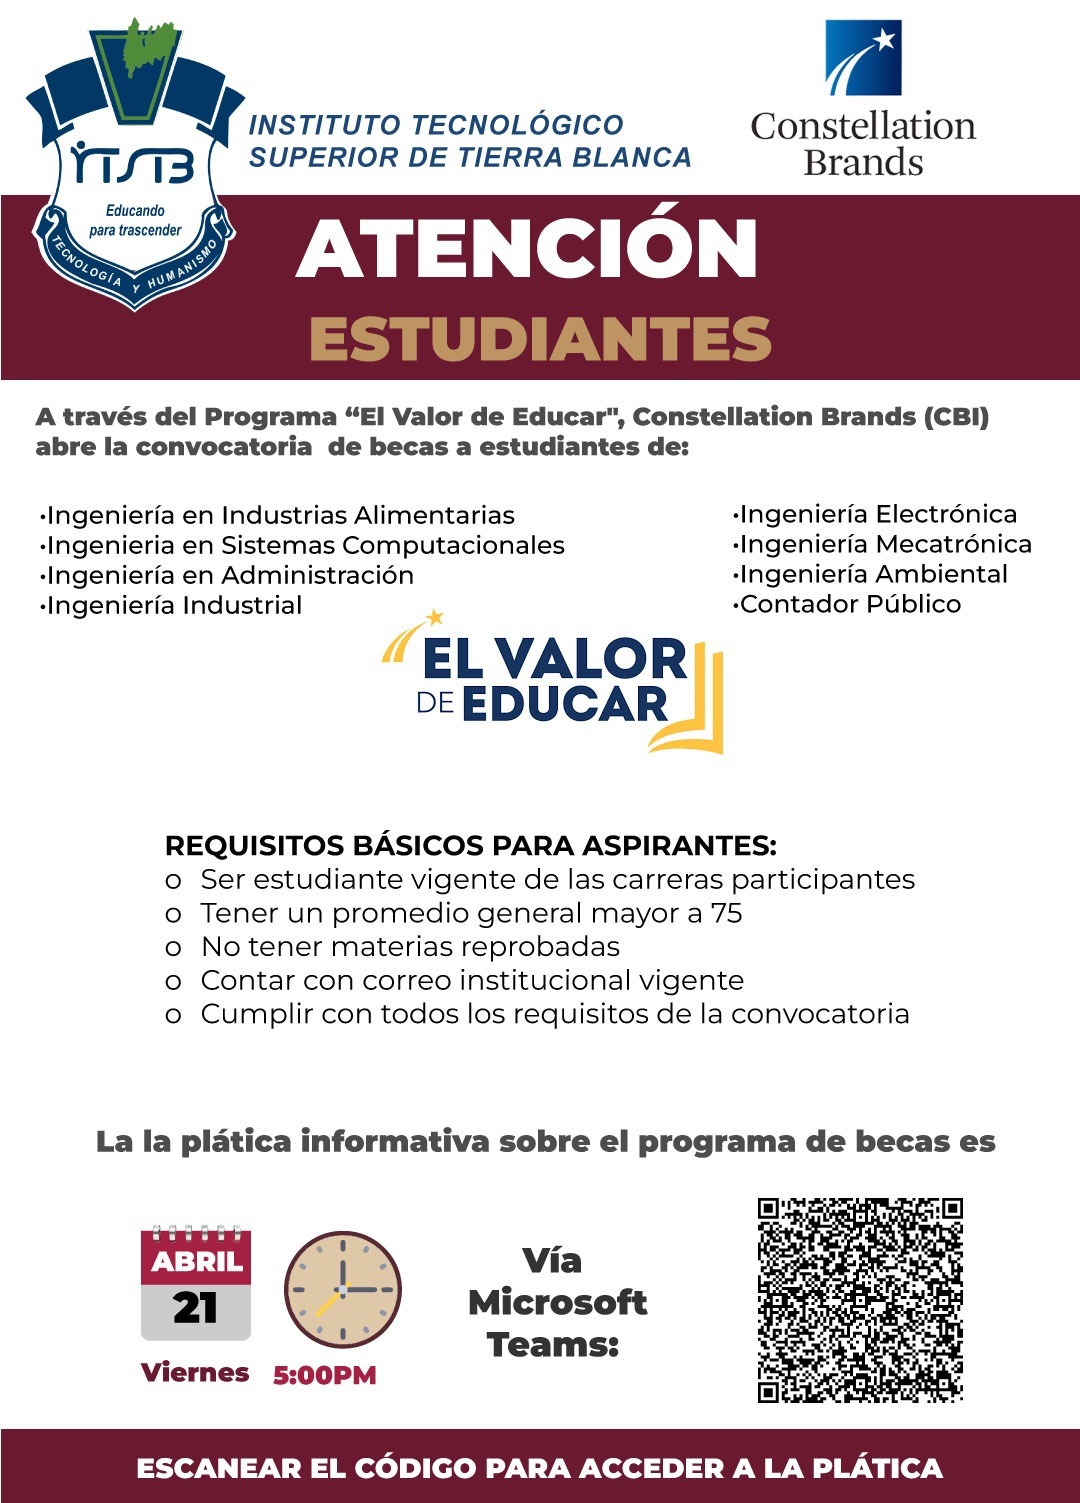 ITSTB
Educando
para trascender
TECNOLOGÍA Y HUMANISMO
INSTITUTO TECNOLÓGICO
SUPERIOR DE TIERRA BLANCA
Constellation
Brands
ATENCIÓN
ESTUDIANTES
A través del Programa “El Valor de Educar", Constellation Brands (CBI)
abre la convocatoria  de becas a estudiantes de:
•Ingeniería en Industrias Alimentarias
•Ingenieria en Sistemas Computacionales
•Ingeniería en Administración
•Ingeniería Industrial
•Ingeniería Electrónica
•Ingeniería Mecatrónica
•Ingeniería Ambiental
•Contador Público
EL VALOR
DE EDUCAR
REQUISITOS BÁSICOS PARA ASPIRANTES:
o Ser estudiante vigente de las carreras participantes
o Tener un promedio general mayor a 75
o No tener materias reprobadas
o Contar con correo institucional vigente
o Cumplir con todos los requisitos de la convocatoria
La la plática informativa sobre el programa de becas es
ABRIL
21
Viernes
5:00PM
Vía
Microsoft
Teams:
ESCANEAR EL CÓDIGO PARA ACCEDER A LA PLÁTICA